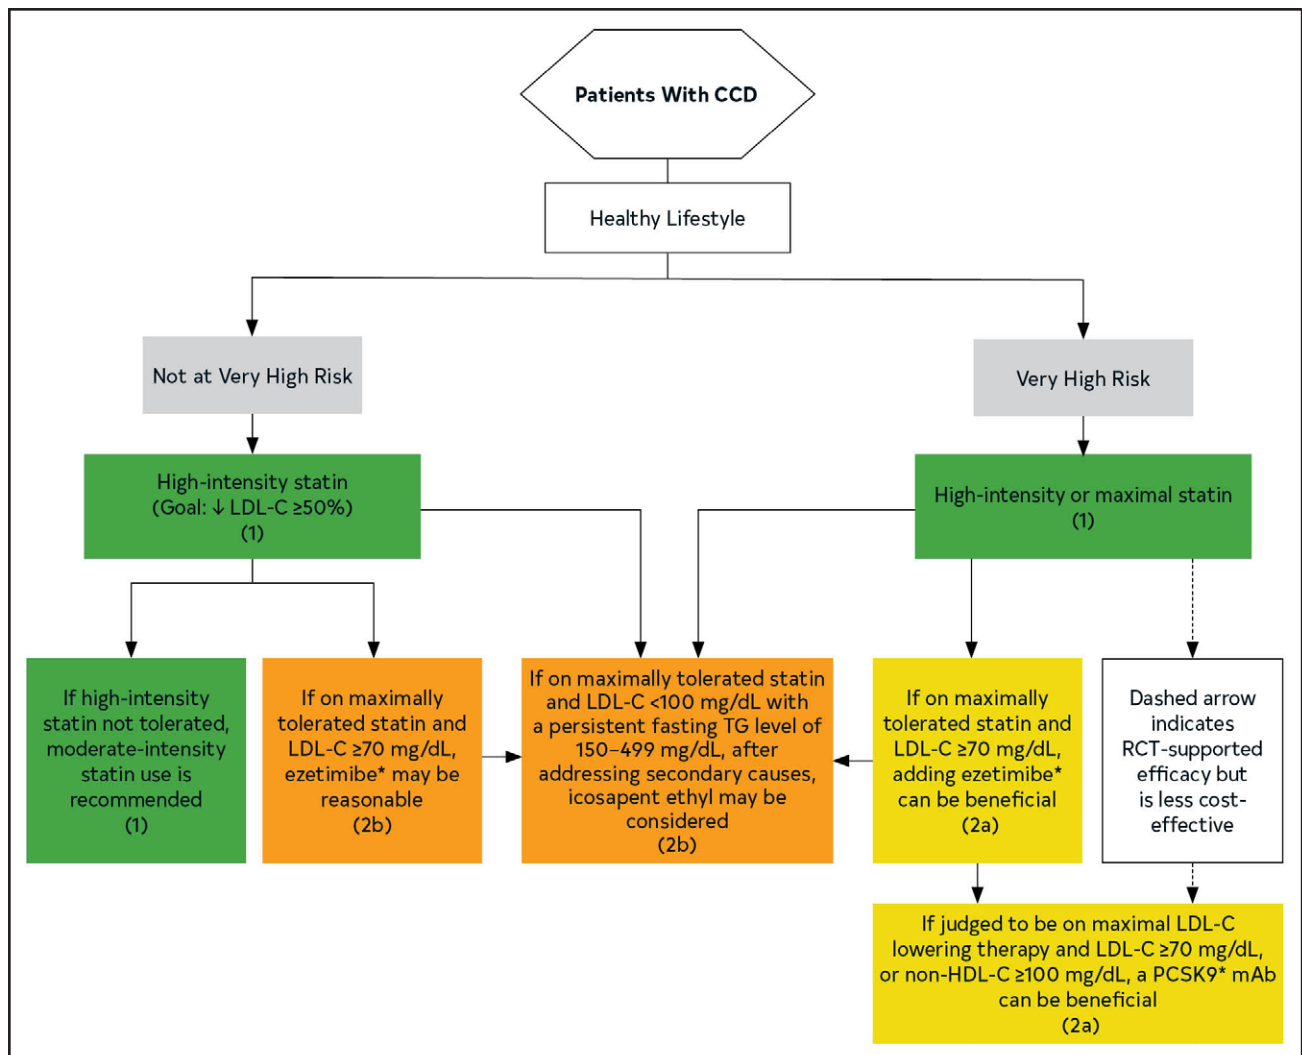 Patients With CCD
Healthy Lifestyle
Not at Very High Risk
Very High Risk
High-intensity statin
(Goal: ↓ LDL-C ≥50%)
(1)
High-intensity or maximal statin
(1)
If high-intensity
statin not tolerated,
moderate-intensity
statin use is
recommended
(1)
If on maximally
tolerated statin and
LDL-C ≥70 mg/dL,
ezetimibe* may be
reasonable
(2b)
If on maximally tolerated statin
and LDL-C <100 mg/dL with
a persistent fasting TG level of
150–499 mg/dL, after
addressing secondary causes,
icosapent ethyl may be
considered
(2b)
If on maximally
tolerated statin and
LDL-C ≥70 mg/dL,
adding ezetimibe*
can be beneficial
(2a)
Dashed arrow
indicates
RCT-supported
efficacy but
is less cost-
effective
If judged to be on maximal LDL-C
lowering therapy and LDL-C ≥70 mg/dL,
or non-HDL-C ≥100 mg/dL, a PCSK9* mAb
can be beneficial
(2a)